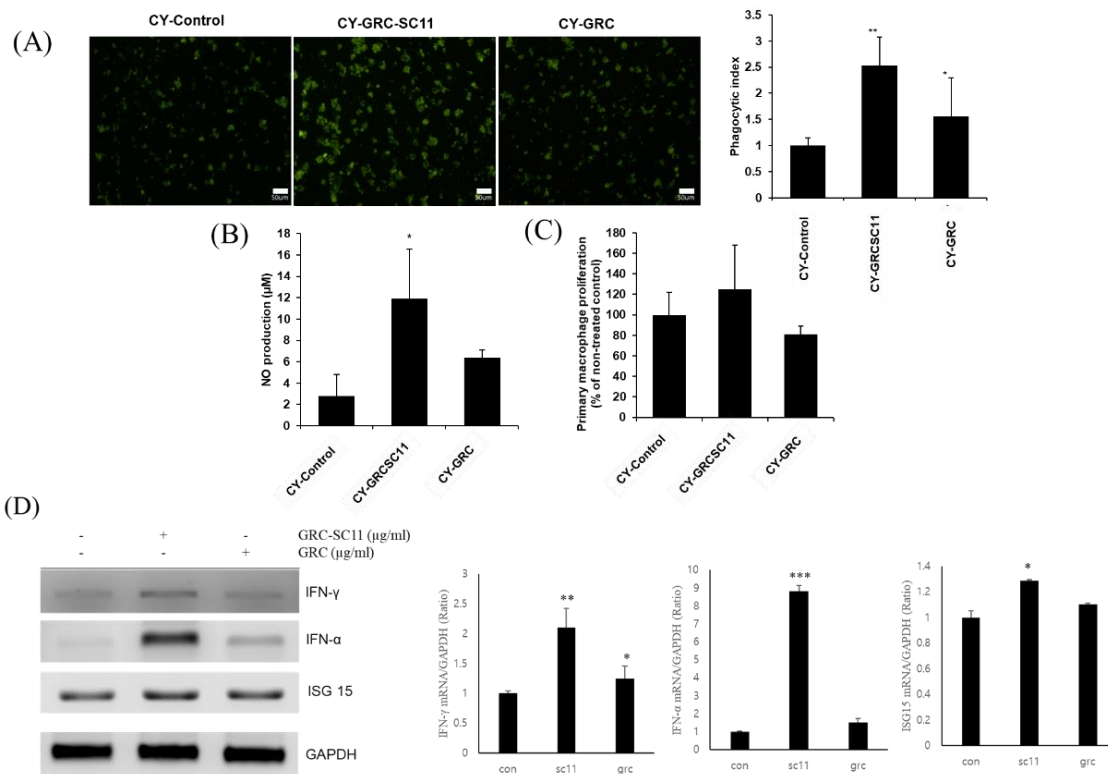 (A)
CY-Control
CY-GRC-SC11
CY-GRC
50um
50um
50um
Phagocytic index
3.5
3
2.5
2
1.5
1
0.5
0
**
*
CY-Control
CY-GRCSC11
CY-GRC
(B)
NO production (µM)
18
16
14
12
10
8
6
4
2
0
*
CY-Control
CY-GRCSC11
CY-GRC
(C)
Primary macrophage proliferation
(% of non-treated control)
180
160
140
120
100
80
60
40
20
0
CY-Control
CY-GRCSC11
CY-GRC
(D)
- + - GRC-SC11 (µg/ml)
- - + GRC (µg/ml)
IFN-γ
IFN-α
ISG 15
GAPDH
IFN-γ mRNA/GAPDH (Ratio)
3
2.5
2
1.5
1
0.5
0
**
*
con sc11 grc
IFN-α mRNA/GAPDH (Ratio)
10
9
8
7
6
5
4
3
2
1
0
***
con sc11 grc
ISG15 mRNA/GAPDH (Ratio)
1.4
1.2
1
0.8
0.6
0.4
0.2
0
*
con sc11 grc